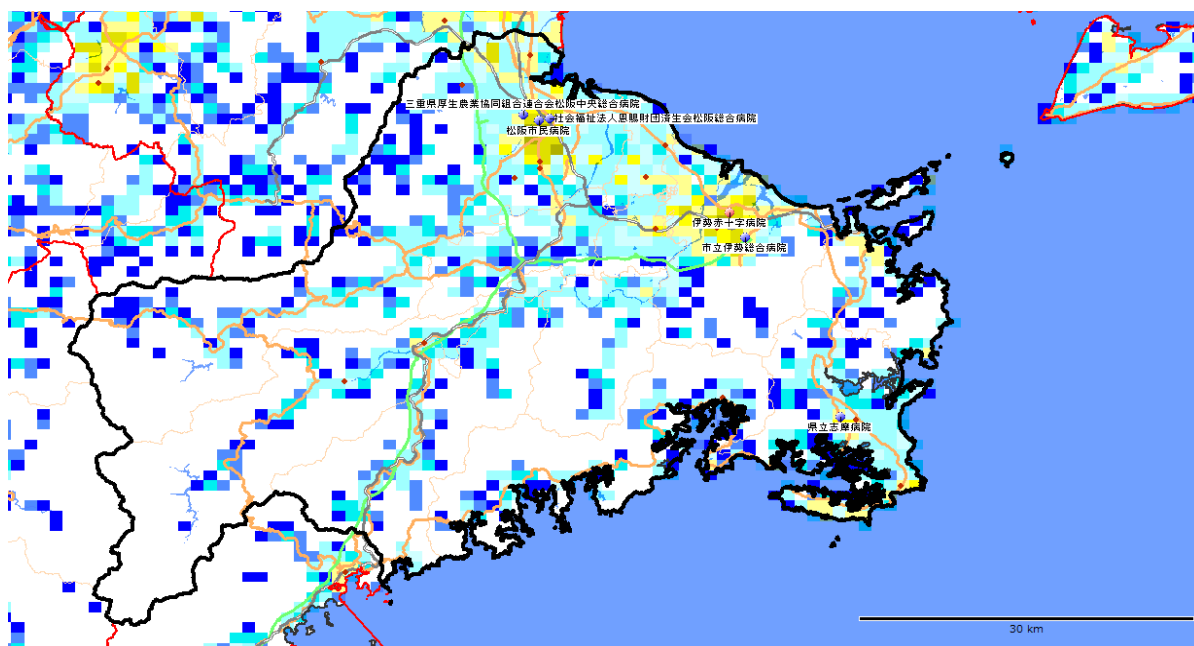 三重県厚生農業協同組合連合会松阪中央総合病院
社会福祉法人恩賜財団済生会松阪総合病院
松阪市民病院
伊勢赤十字病院
市立伊勢総合病院
県立志摩病院
30 km